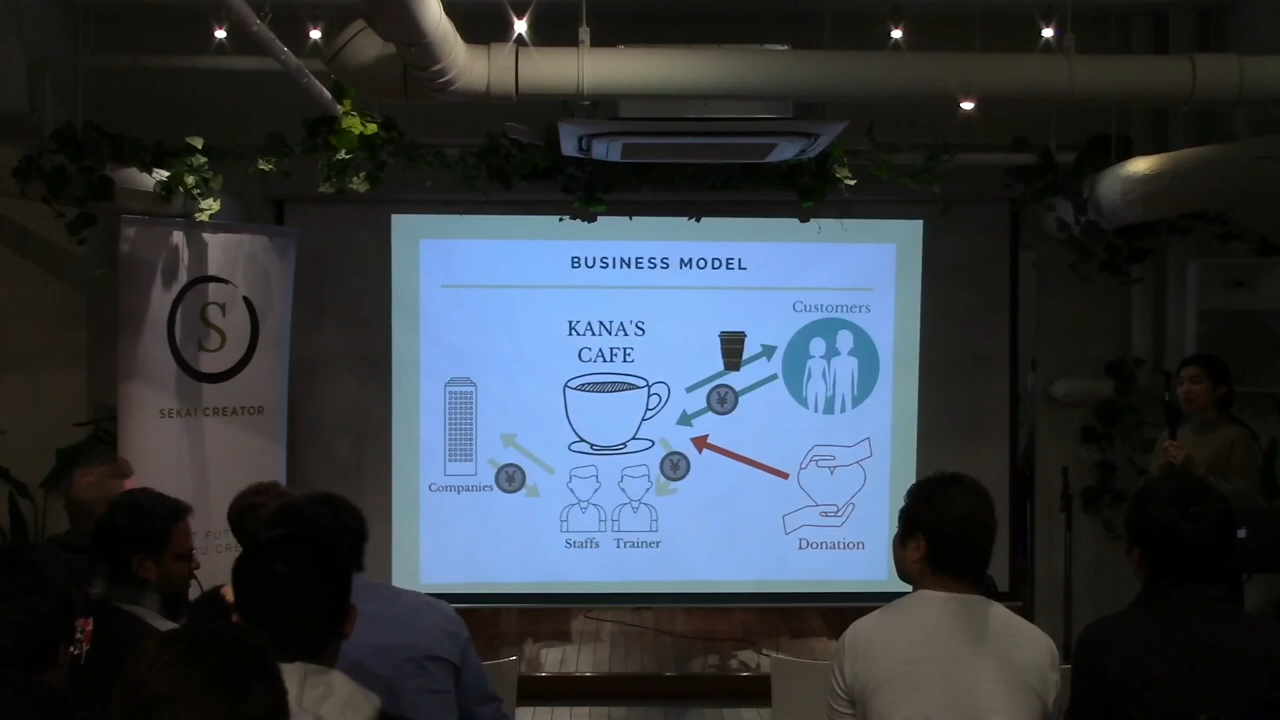 BUSINESS MODEL
Customers
KANA'S
CAFE
¥
¥
¥
Companies
Staffs
Trainer
Donation
S
SEKAI CREATOR